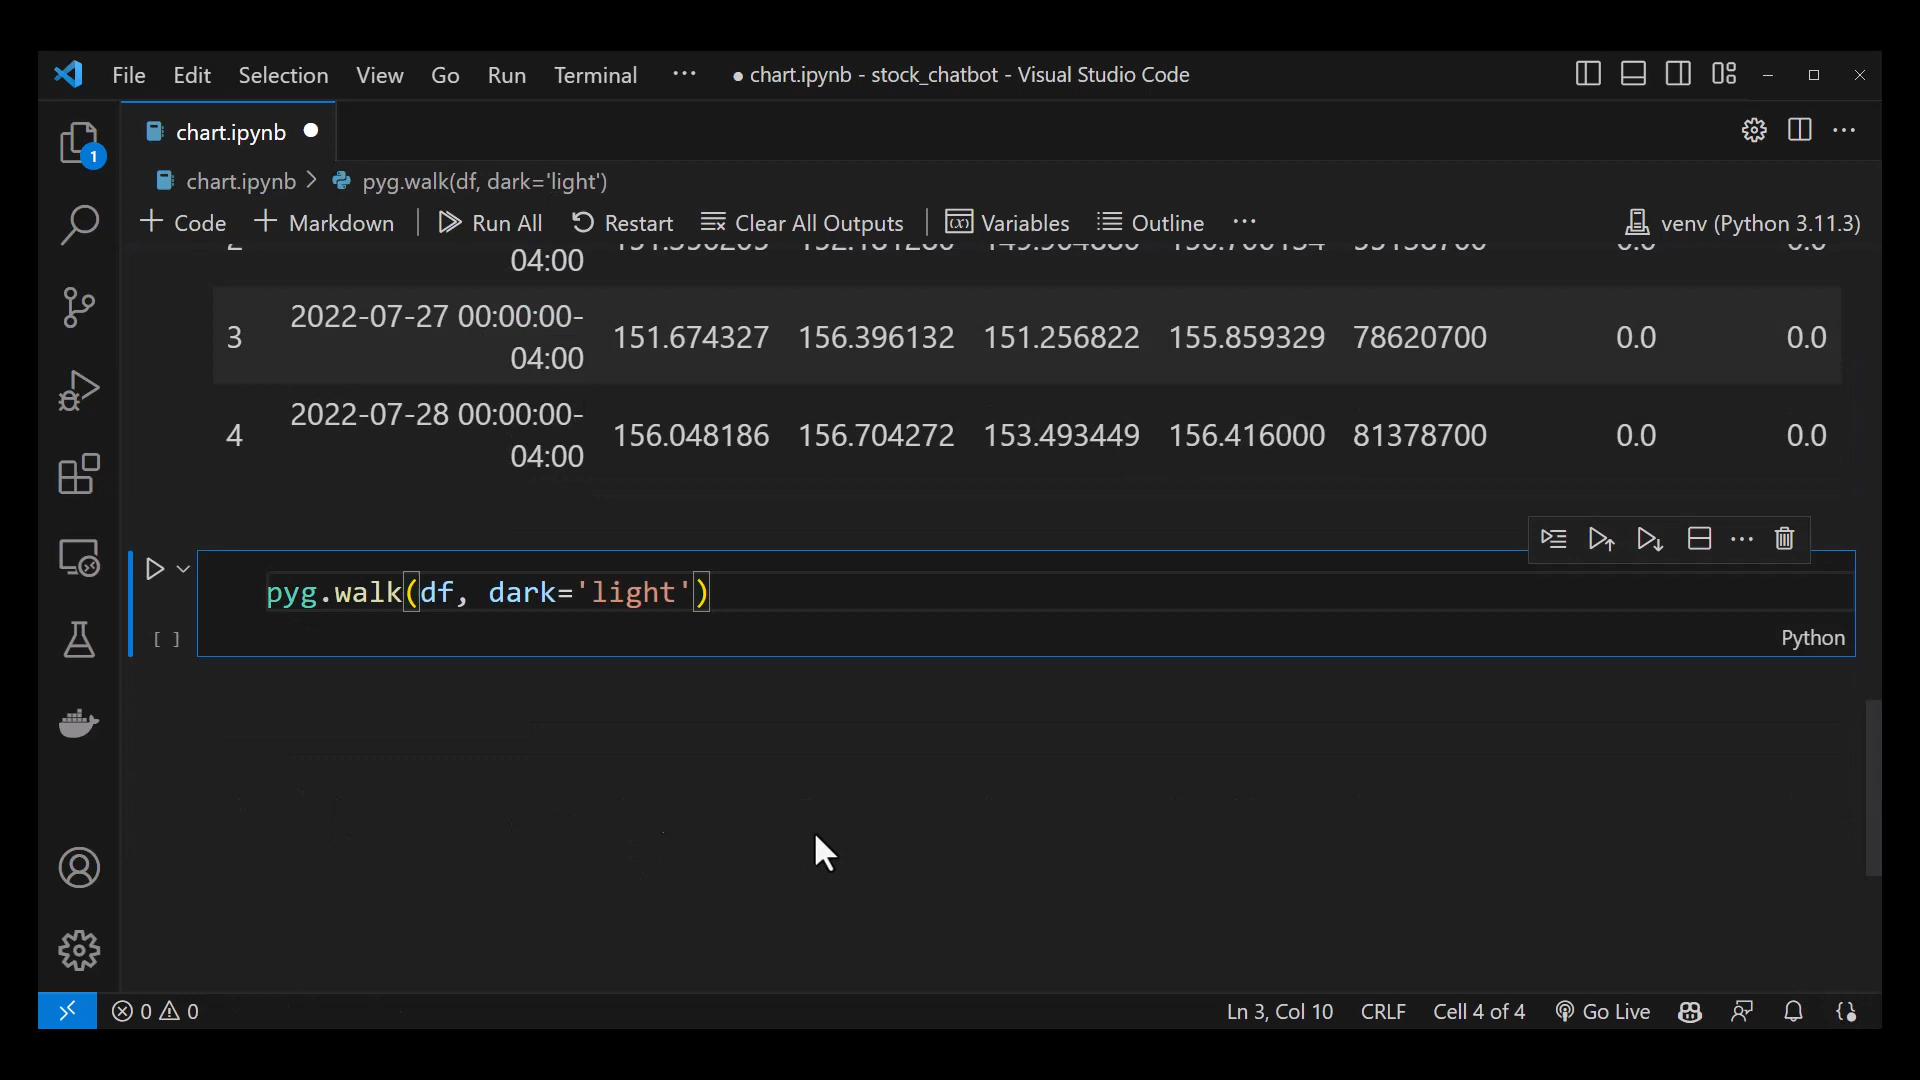 File Edit Selection View Go Run Terminal ··· ● chart.ipynb - stock_chatbot - Visual Studio Code
chart.ipynb
chart.ipynb > pyg.walk(df, dark='light')
+ Code + Markdown | Run All Restart Clear All Outputs | Variables Outline ··· venv (Python 3.11.3)
04:00
3 2022-07-27 00:00:00-04:00 151.674327 156.396132 151.256822 155.859329 78620700 0.0 0.0
4 2022-07-28 00:00:00-04:00 156.048186 156.704272 153.493449 156.416000 81378700 0.0 0.0
pyg.walk(df, dark='light')
[ ]
Python
1
0 0 Ln 3, Col 10 CRLF Cell 4 of 4 Go Live